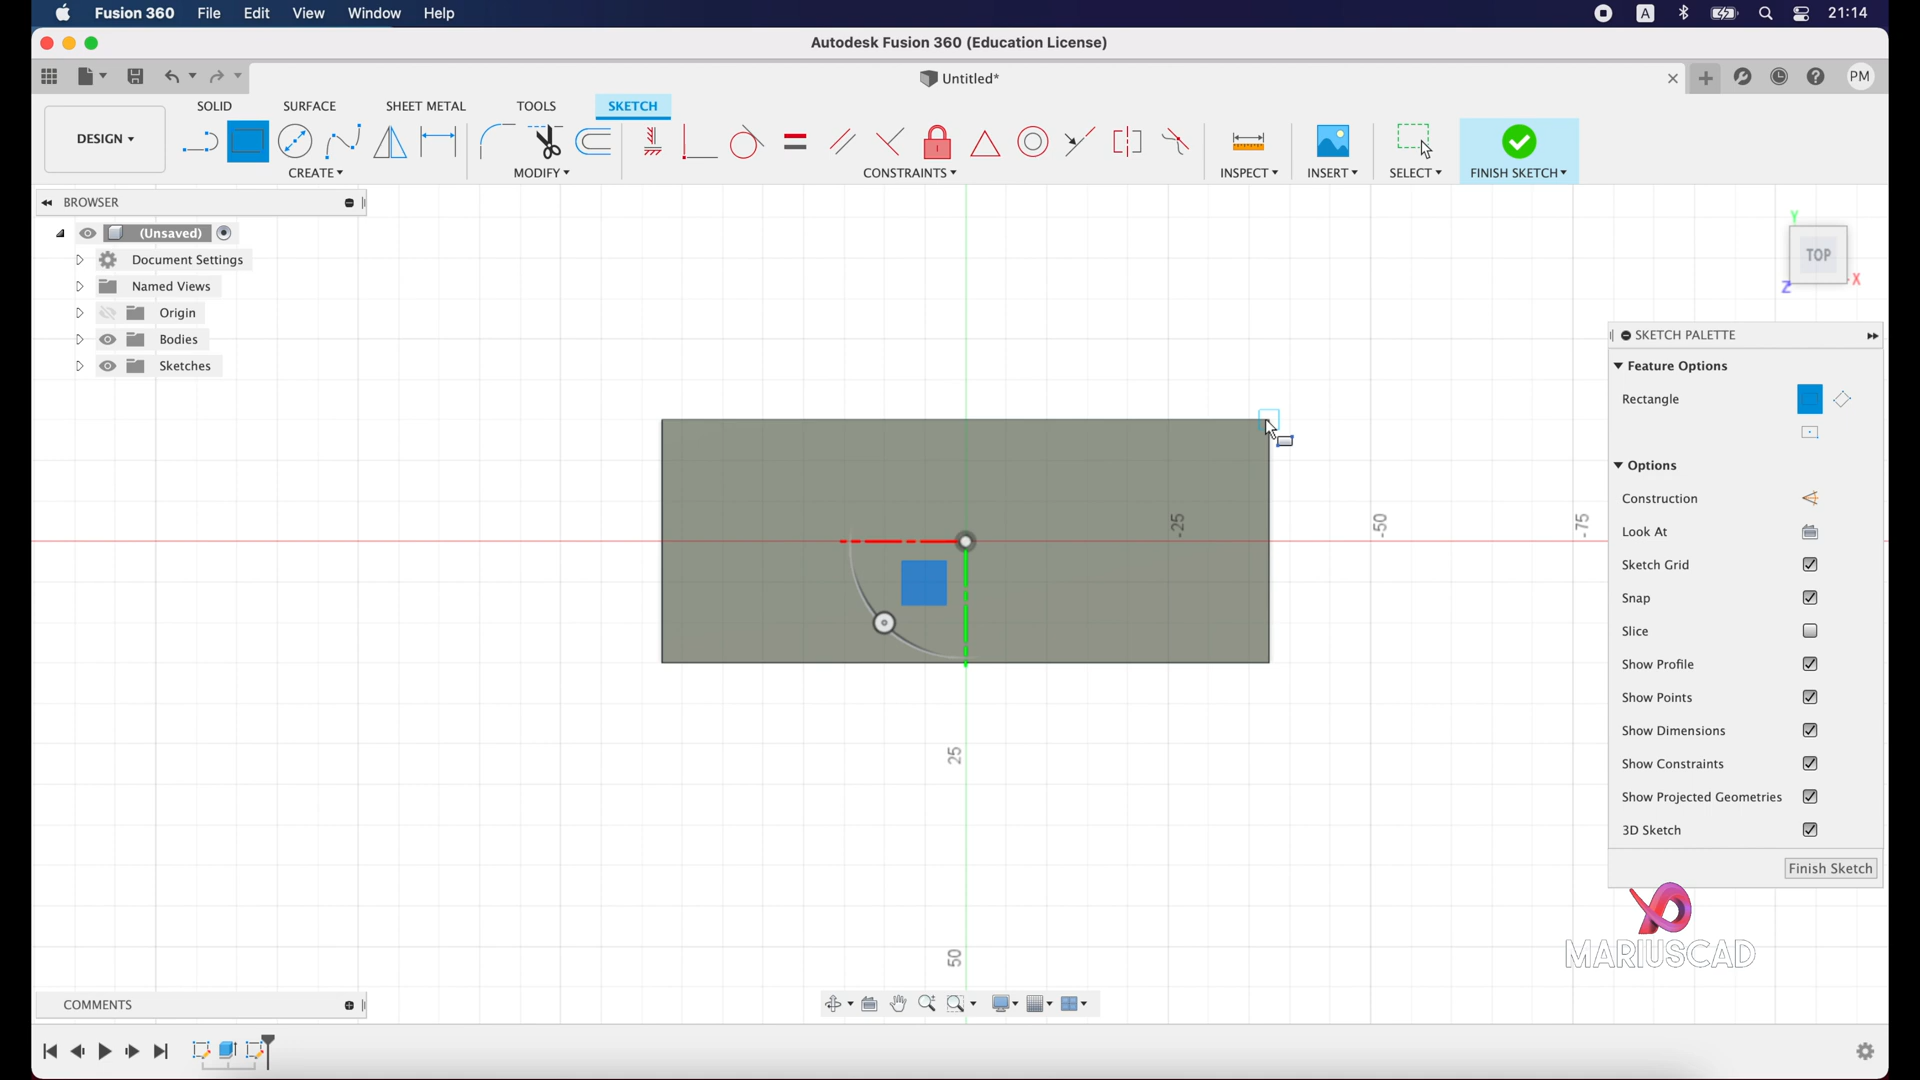 Fusion 360 File Edit View Window Help A 21:14
Autodesk Fusion 360 (Education License)
Untitled* PM
SOLID SURFACE SHEET METAL TOOLS SKETCH
DESIGN
CREATE MODIFY CONSTRAINTS INSPECT INSERT SELECT FINISH SKETCH
BROWSER
(Unsaved)
Document Settings
Named Views
Origin
Bodies
Sketches
Y
TOP
X
Z
SKETCH PALETTE
Feature Options
Rectangle
Options
Construction
Look At
Sketch Grid
Snap
Slice
Show Profile
Show Points
Show Dimensions
Show Constraints
Show Projected Geometries
3D Sketch
Finish Sketch
-25 -50 -75
25
50
MARIUSCAD
COMMENTS